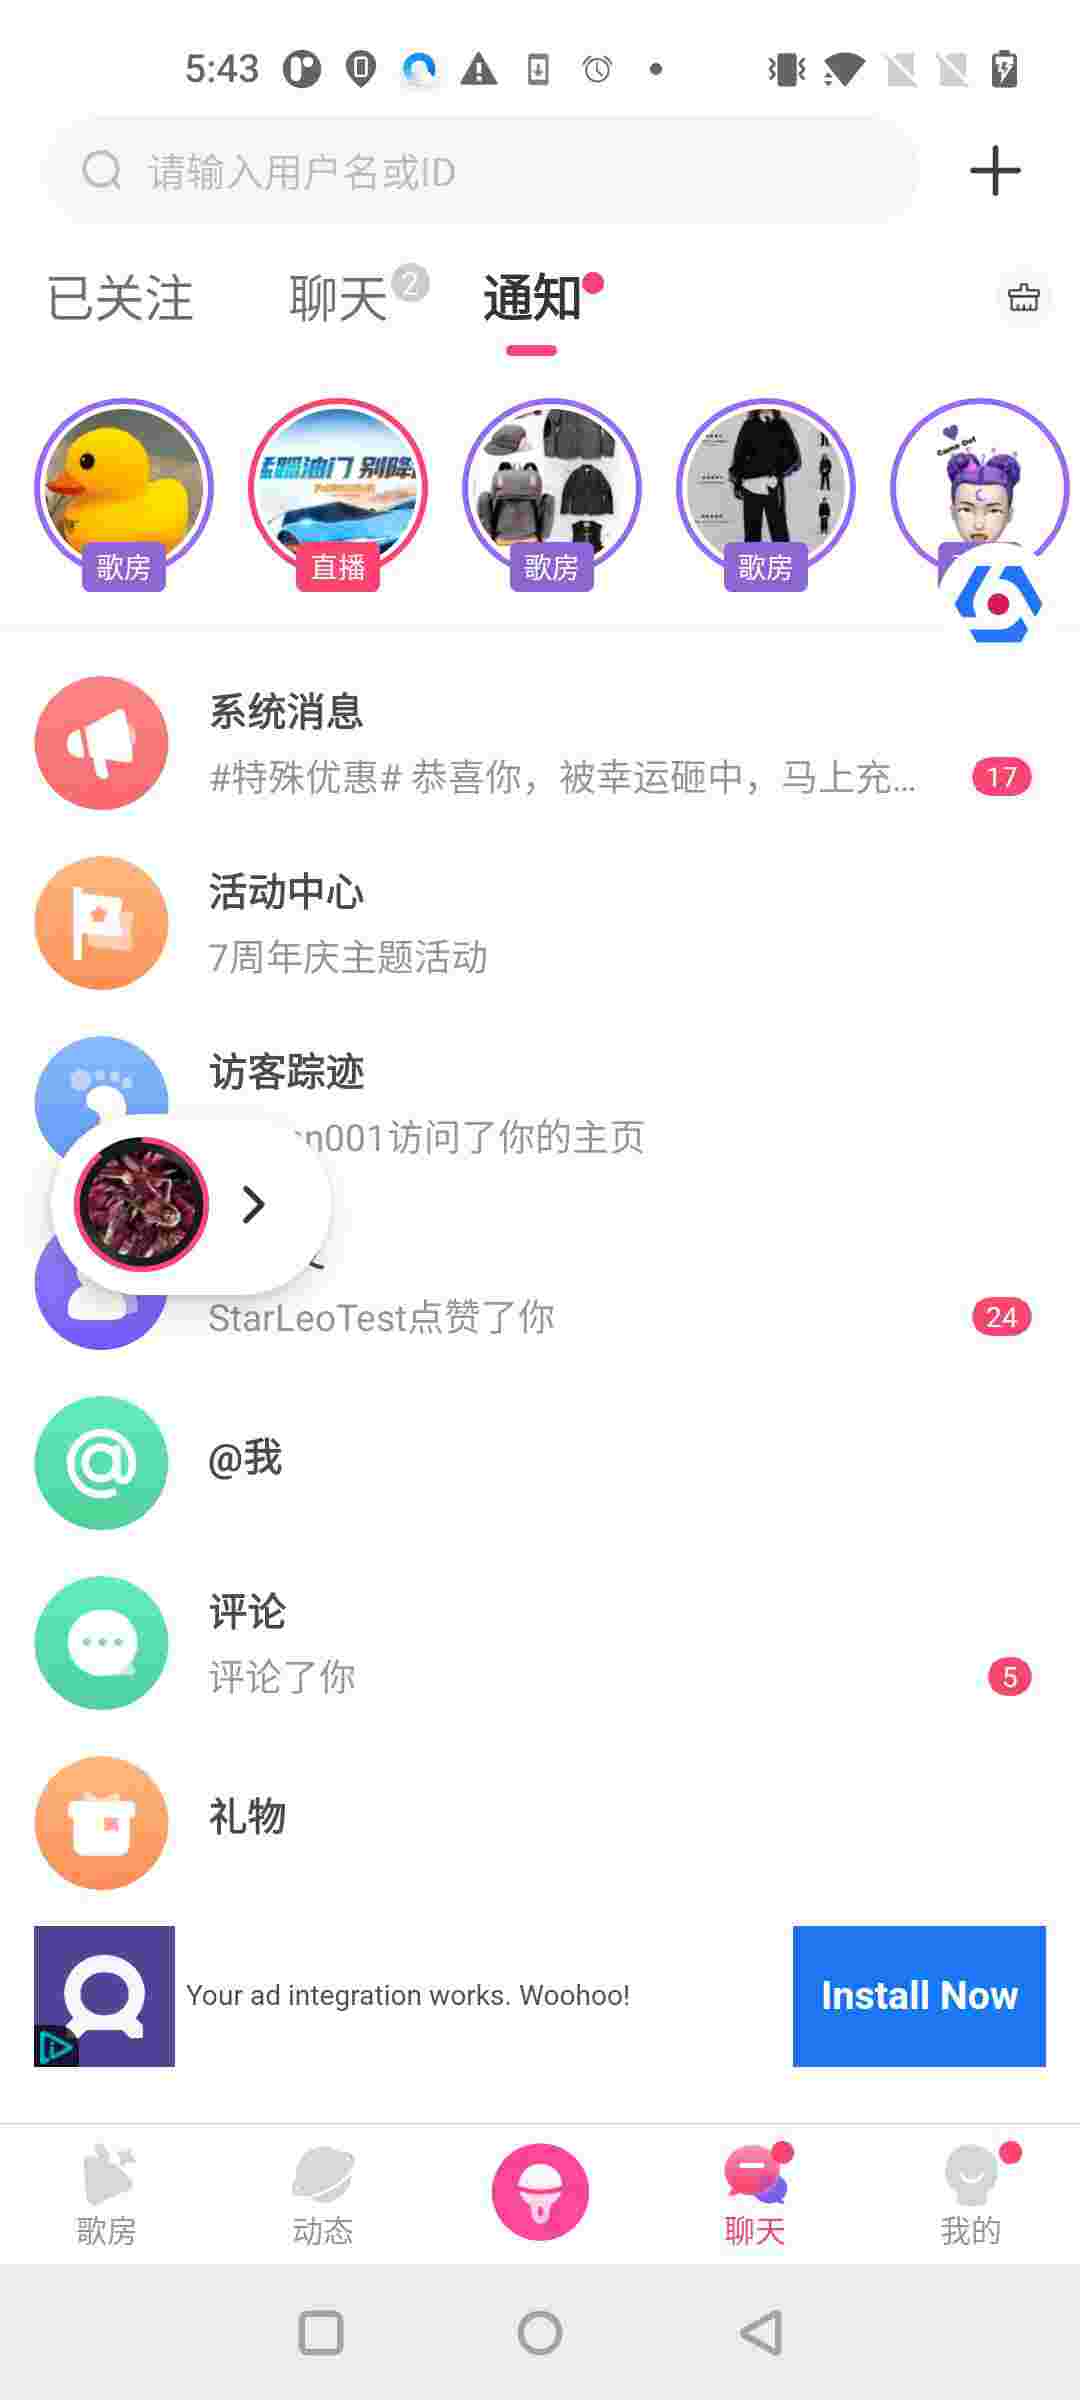 5:43
请输入用户名或ID
已关注
聊天
2
通知
Come On!
歌房
直播
歌房
歌房
系统消息
#特殊优惠# 恭喜你，被幸运砸中，马上充...
17
活动中心
7周年庆主题活动
访客踪迹
n001访问了你的主页
StarLeoTest点赞了你
24
@我
评论
评论了你
5
礼物
Your ad integration works. Woohoo!
Install Now
歌房
动态
聊天
我的